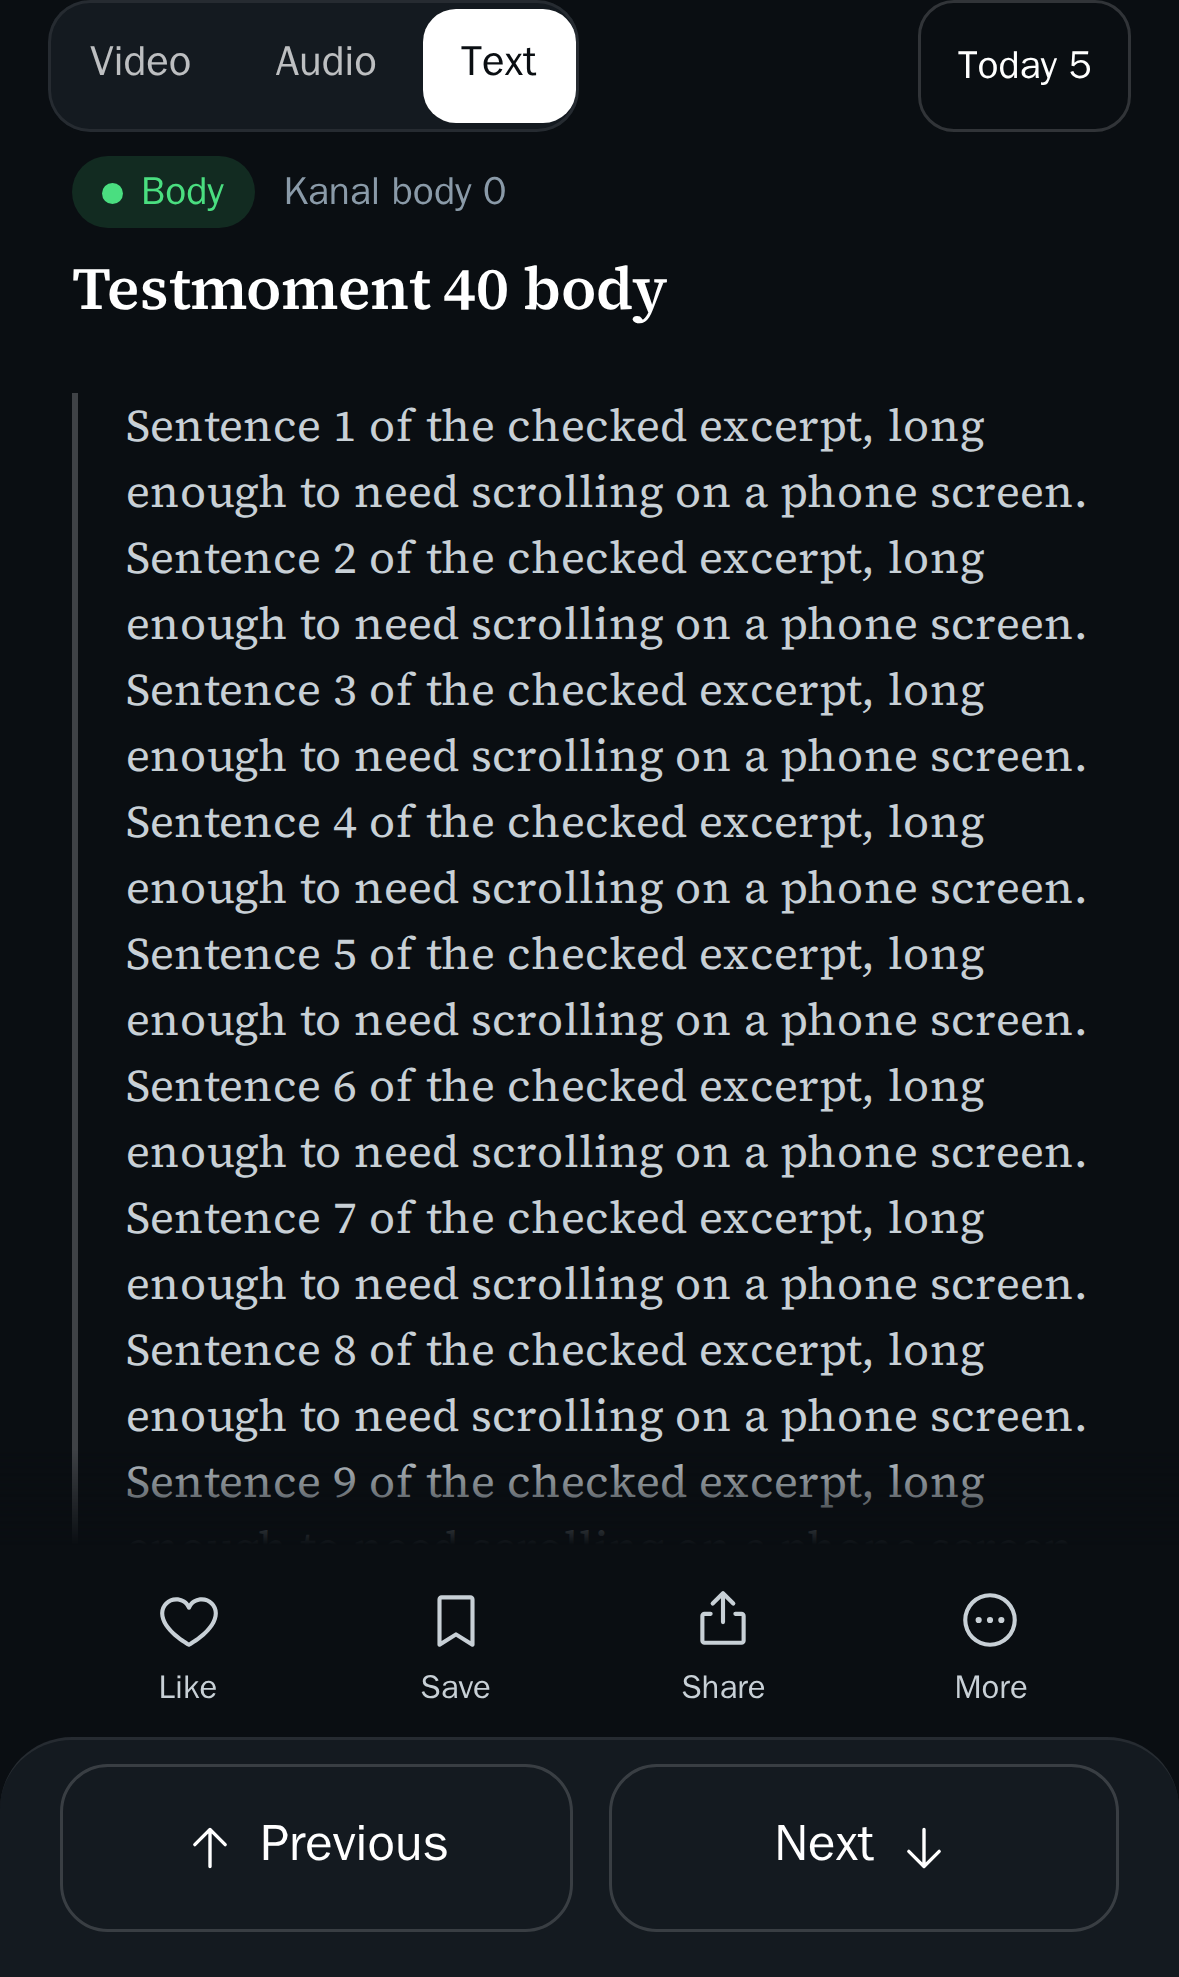 Video Audio Text Today 5
Body Kanal body 0
Testmoment 40 body
Sentence 1 of the checked excerpt, long
enough to need scrolling on a phone screen.
Sentence 2 of the checked excerpt, long
enough to need scrolling on a phone screen.
Sentence 3 of the checked excerpt, long
enough to need scrolling on a phone screen.
Sentence 4 of the checked excerpt, long
enough to need scrolling on a phone screen.
Sentence 5 of the checked excerpt, long
enough to need scrolling on a phone screen.
Sentence 6 of the checked excerpt, long
enough to need scrolling on a phone screen.
Sentence 7 of the checked excerpt, long
enough to need scrolling on a phone screen.
Sentence 8 of the checked excerpt, long
enough to need scrolling on a phone screen.
Sentence 9 of the checked excerpt, long
Like Save Share More
Previous Next